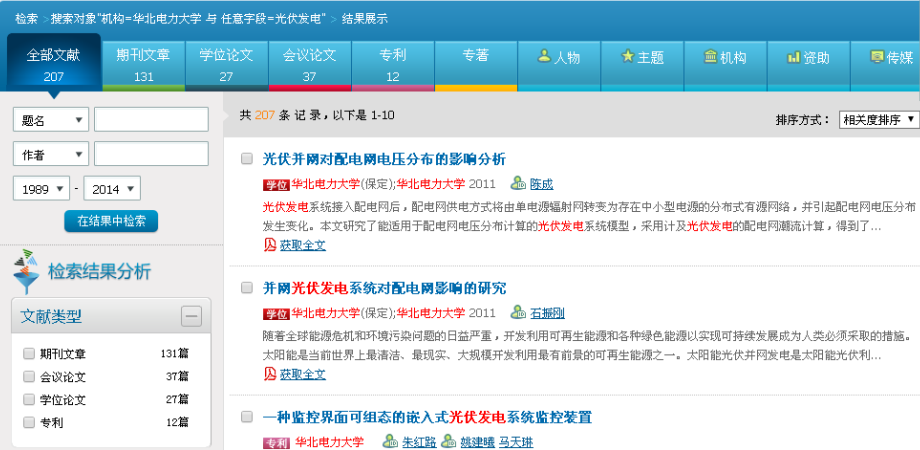 检索 > 搜索对象"机构=华北电力大学 与 任意字段=光伏发电" > 结果展示
全部文献 期刊文章 学位论文 会议论文 专利 专著 人物 主题 机构 资助 传媒
207 131 27 37 12
题名
作者
1989 - 2014
在结果中检索
检索结果分析
文献类型
期刊文章 131篇
会议论文 37篇
学位论文 27篇
专利 12篇
共 207 条 记 录，以下是 1-10 排序方式： 相关度排序
光伏并网对配电网电压分布的影响分析
学位 华北电力大学(保定);华北电力大学 2011 陈成
光伏发电系统接入配电网后，配电网供电方式将由单电源辐射网转变为存在中小型电源的分布式有源网络，并引起配电网电压分布
发生变化。本文研究了能适用于配电网电压分布计算的光伏发电系统模型，采用计及光伏发电的配电网潮流计算，得到了...
获取全文
并网光伏发电系统对配电网影响的研究
学位 华北电力大学(保定);华北电力大学 2011 石振刚
随着全球能源危机和环境污染问题的日益严重，开发利用可再生能源和各种绿色能源以实现可持续发展成为人类必须采取的措施。
太阳能是当前世界上最清洁、最现实、大规模开发利用最有前景的可再生能源之一。太阳能光伏并网发电是太阳能光伏利...
获取全文
一种监控界面可组态的嵌入式光伏发电系统监控装置
专利 华北电力大学 朱红路 姚建曦 马天琳